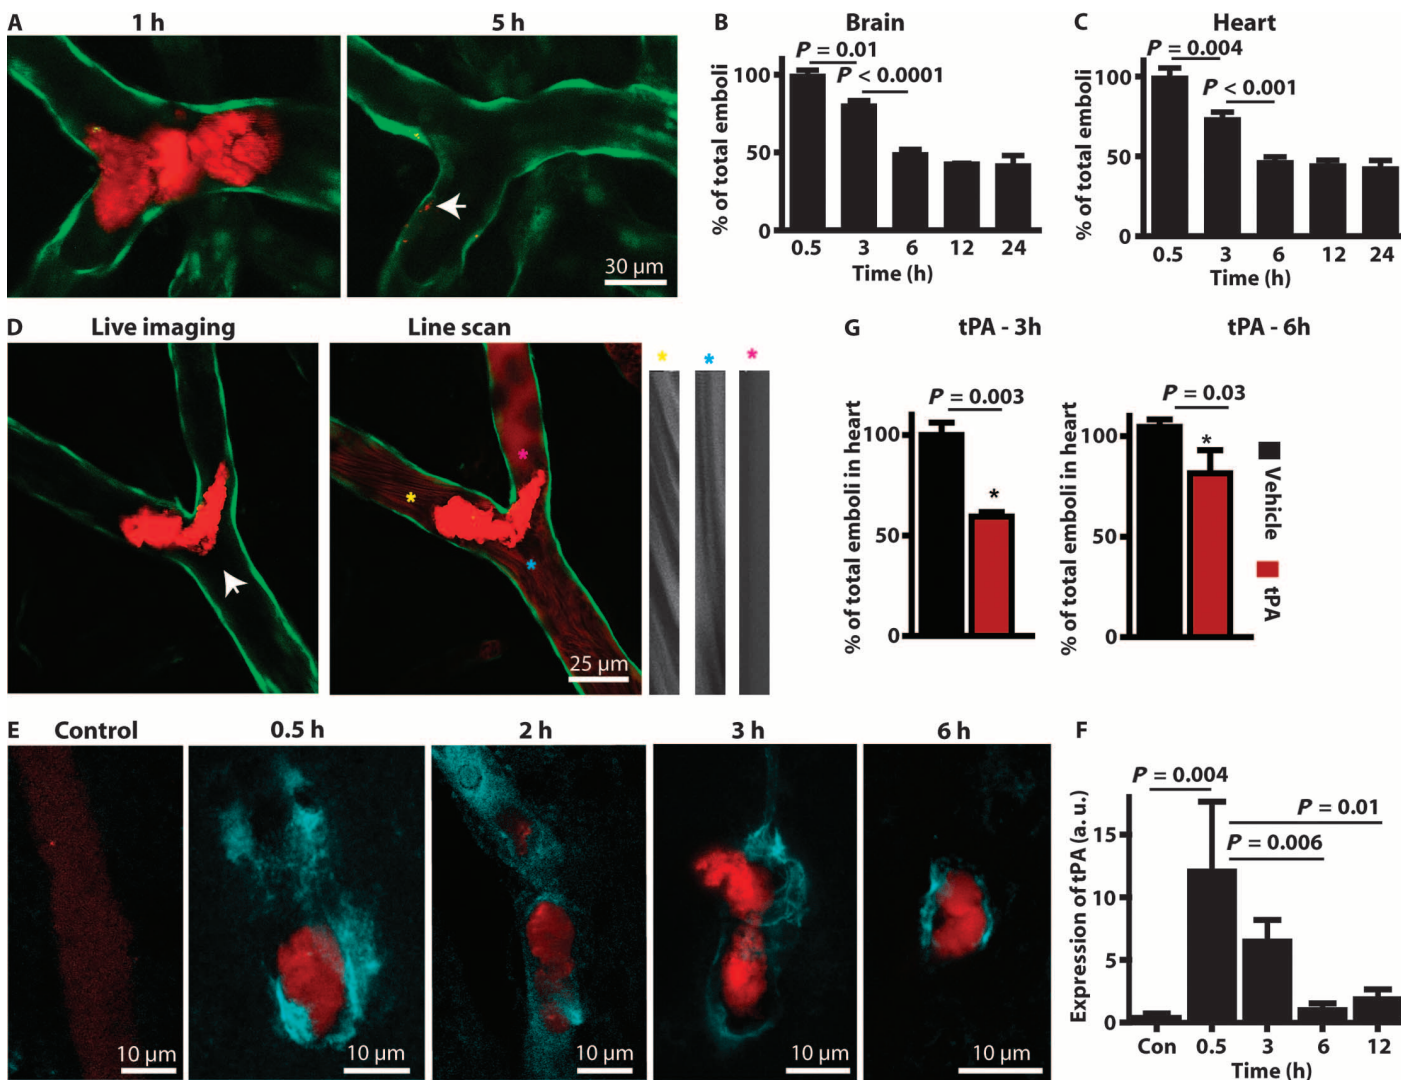 A
1 h
5 h
30 µm
B
Brain
P = 0.01
P < 0.0001
% of total emboli
100
50
0
0.5
3
6
12
24
Time (h)
C
Heart
P = 0.004
P < 0.001
% of total emboli
100
50
0
0.5
3
6
12
24
Time (h)
D
Live imaging
Line scan
*
*
*
*
*
*
25 µm
G
tPA - 3h
P = 0.003
*
% of total emboli in heart
100
50
0
tPA - 6h
P = 0.03
*
% of total emboli in heart
100
50
0
Vehicle
tPA
E
Control
0.5 h
2 h
3 h
6 h
10 µm
10 µm
10 µm
10 µm
10 µm
F
P = 0.004
P = 0.01
P = 0.006
Expression of tPA (a. u.)
15
10
5
0
Con
0.5
3
6
12
Time (h)